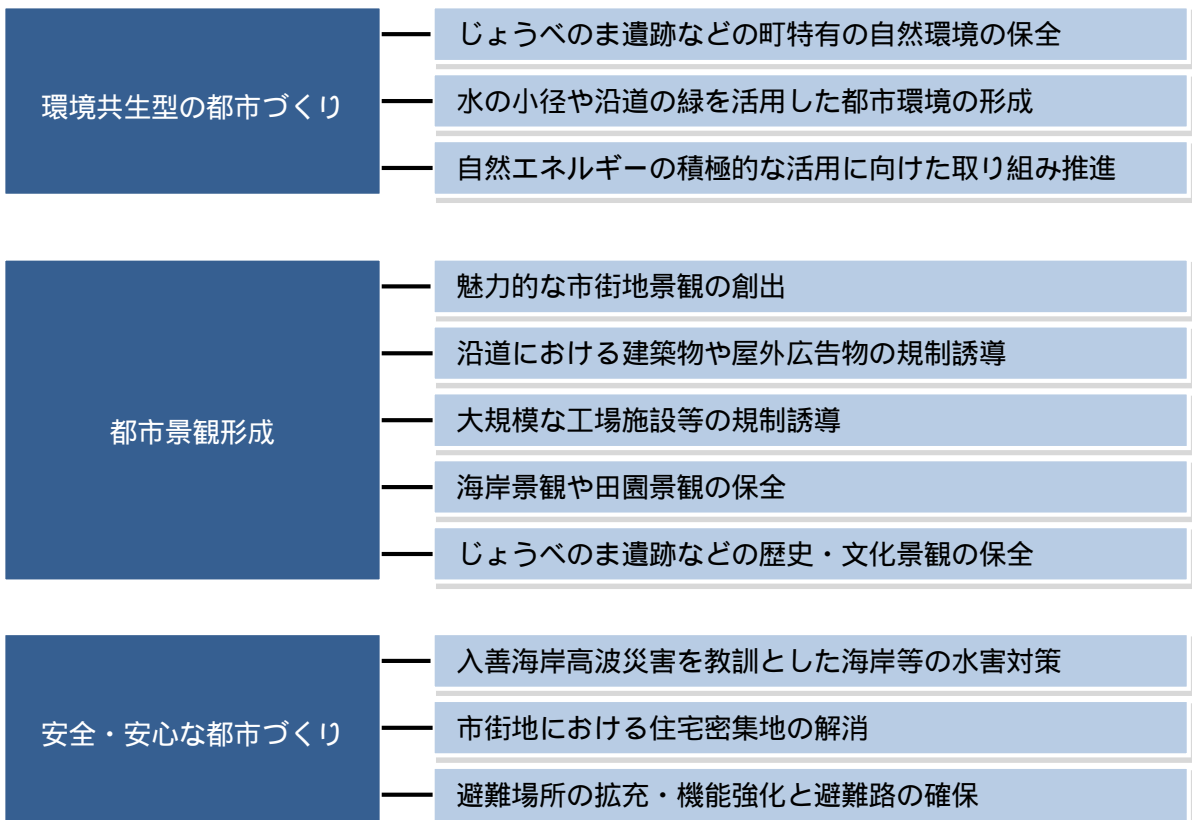 環境共生型の都市づくり
じょうべのま遺跡などの町特有の自然環境の保全
水の小径や沿道の緑を活用した都市環境の形成
自然エネルギーの積極的な活用に向けた取り組み推進
都市景観形成
魅力的な市街地景観の創出
沿道における建築物や屋外広告物の規制誘導
大規模な工場施設等の規制誘導
海岸景観や田園景観の保全
じょうべのま遺跡などの歴史・文化景観の保全
安全・安心な都市づくり
入善海岸高波災害を教訓とした海岸等の水害対策
市街地における住宅密集地の解消
避難場所の拡充・機能強化と避難路の確保